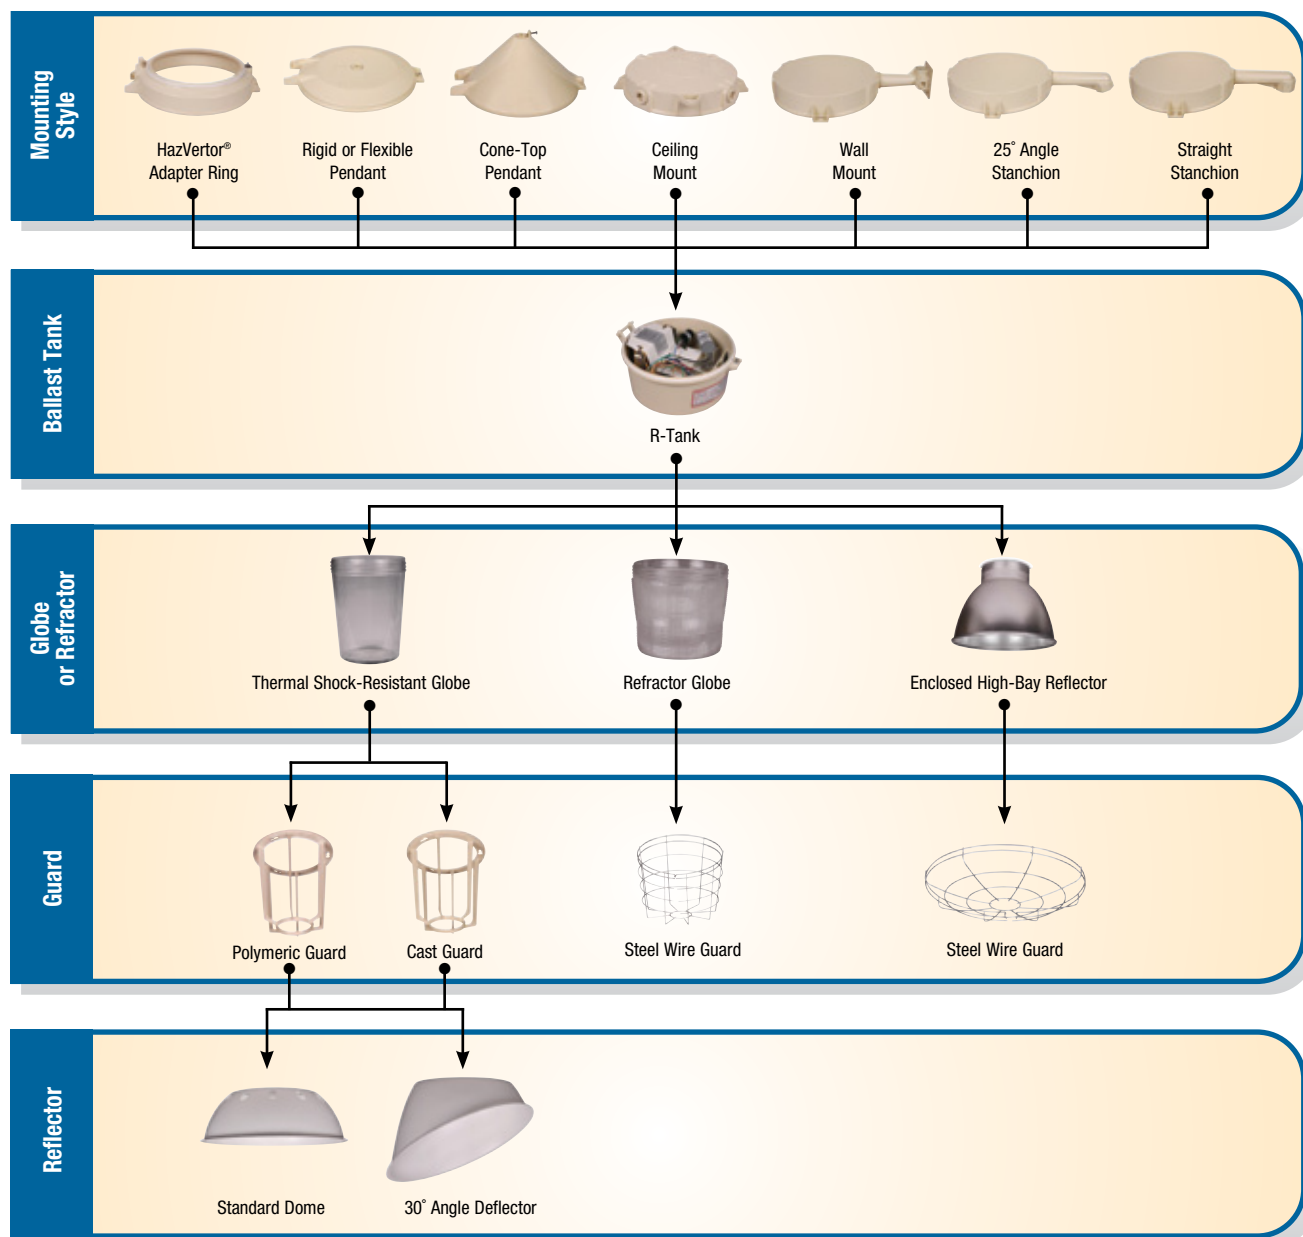 Mounting
Style
HazVertor®
Adapter Ring
Rigid or Flexible
Pendant
Cone-Top
Pendant
Ceiling
Mount
Wall
Mount
25° Angle
Stanchion
Straight
Stanchion
Ballast Tank
R-Tank
Globe
or Refractor
Thermal Shock-Resistant Globe
Refractor Globe
Enclosed High-Bay Reflector
Guard
Polymeric Guard
Cast Guard
Steel Wire Guard
Steel Wire Guard
Reflector
Standard Dome
30° Angle Deflector